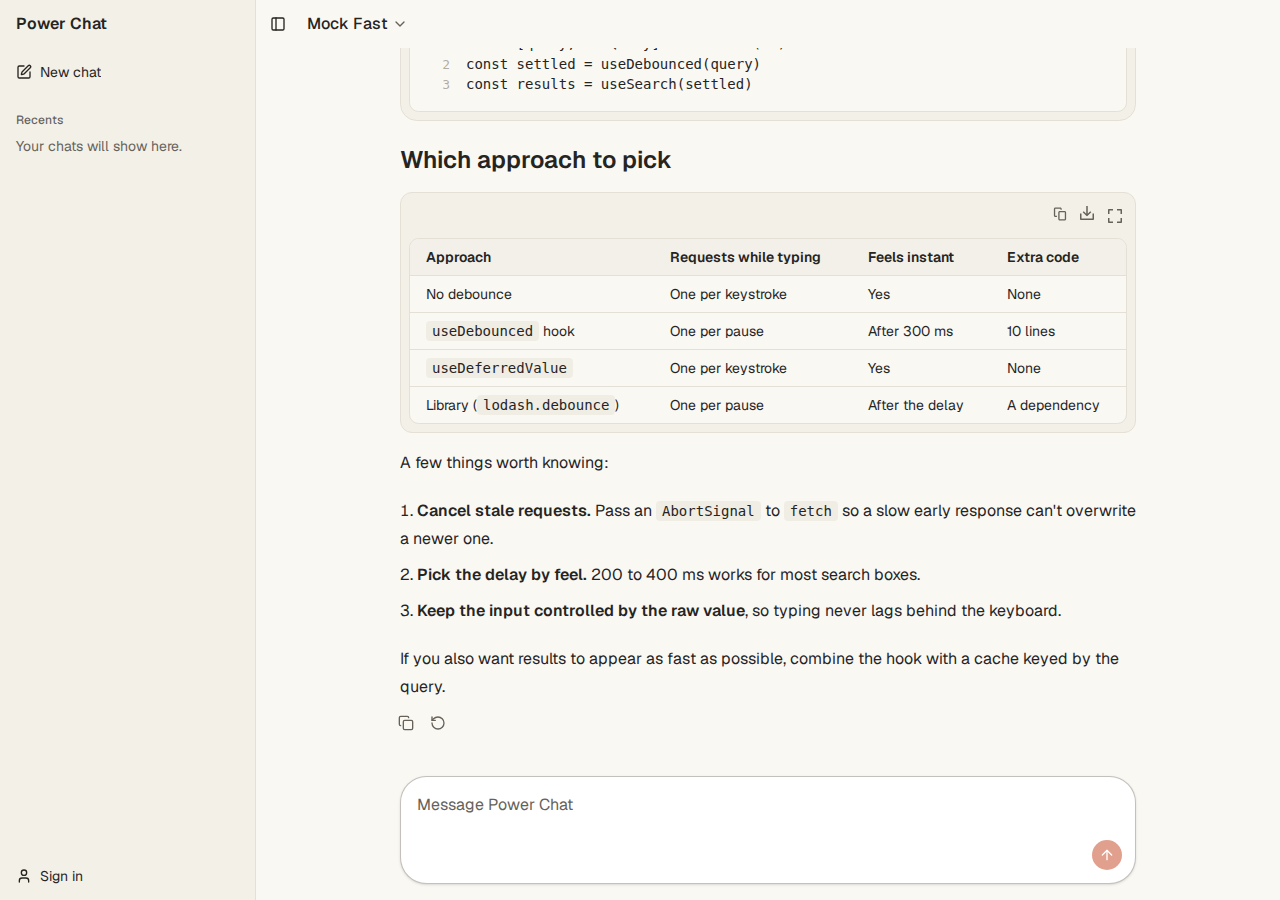 Power Chat
New chat
Recents
Your chats will show here.
Sign in
Mock Fast
2 const settled = useDebounced(query)
3 const results = useSearch(settled)
Which approach to pick
Approach Requests while typing Feels instant Extra code
No debounce One per keystroke Yes None
useDebounced hook One per pause After 300 ms 10 lines
useDeferredValue One per keystroke Yes None
Library (lodash.debounce) One per pause After the delay A dependency
A few things worth knowing:
1. Cancel stale requests. Pass an AbortSignal to fetch so a slow early response can't overwrite
a newer one.
2. Pick the delay by feel. 200 to 400 ms works for most search boxes.
3. Keep the input controlled by the raw value, so typing never lags behind the keyboard.
If you also want results to appear as fast as possible, combine the hook with a cache keyed by the
query.
Message Power Chat